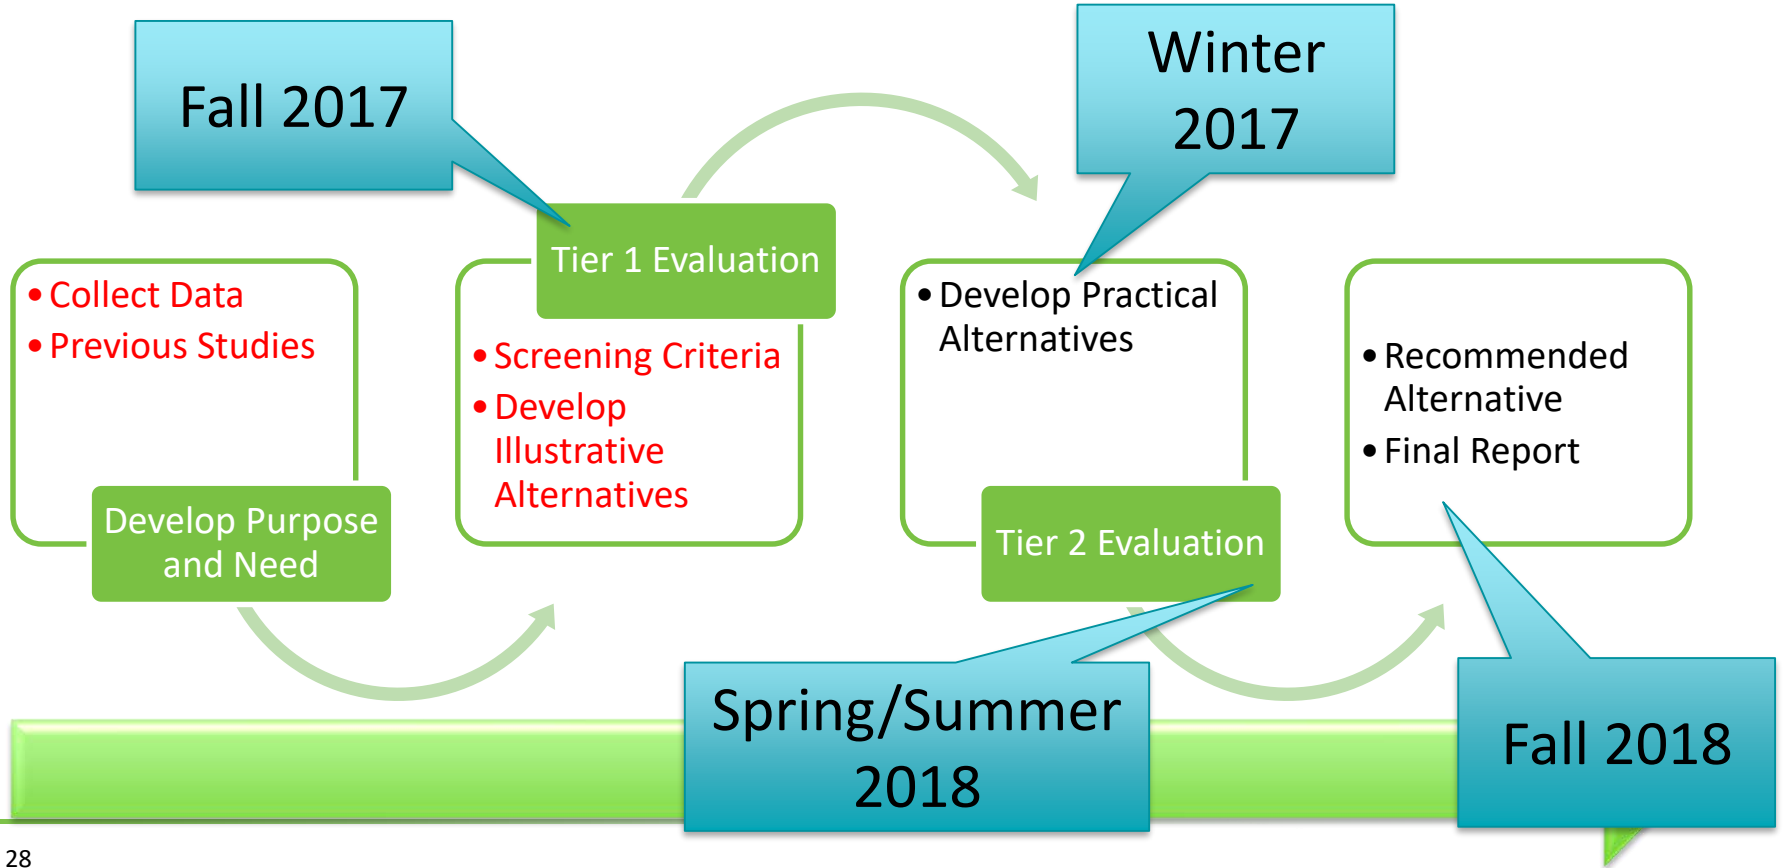 Fall 2017
Winter
2017
• Collect Data
• Previous Studies
Develop Purpose
and Need
Tier 1 Evaluation
• Screening Criteria
• Develop
Illustrative
Alternatives
• Develop Practical
Alternatives
Tier 2 Evaluation
• Recommended
Alternative
• Final Report
Spring/Summer
2018
Fall 2018
28